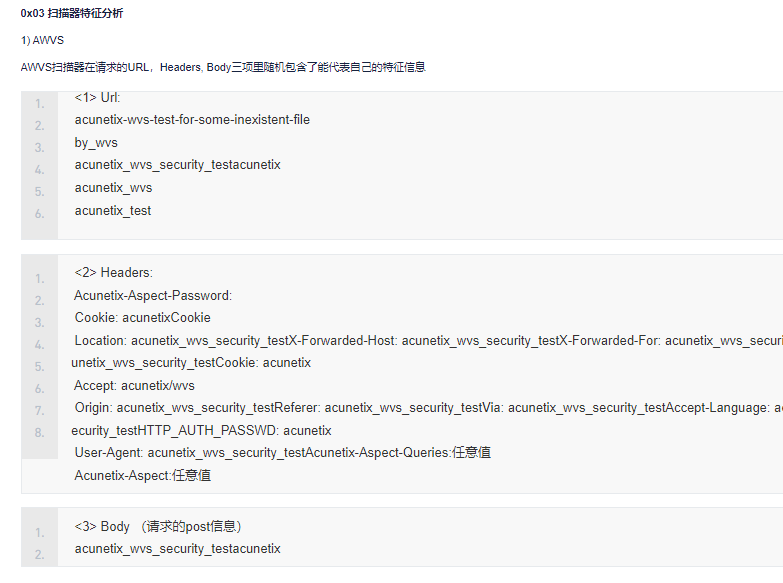 0x03 扫描器特征分析
1) AWVS
AWVS扫描器在请求的URL，Headers, Body三项里随机包含了能代表自己的特征信息
1.
2.
3.
4.
5.
6.
<1> Url:
acunetix-wvs-test-for-some-inexistent-file
by_wvs
acunetix_wvs_security_testacunetix
acunetix_wvs
acunetix_test
1.
2.
3.
4.
5.
6.
7.
8.
<2> Headers:
Acunetix-Aspect-Password:
Cookie: acunetixCookie
Location: acunetix_wvs_security_testX-Forwarded-Host: acunetix_wvs_security_testX-Forwarded-For: acunetix_wvs_securi
unetix_wvs_security_testCookie: acunetix
Accept: acunetix/wvs
Origin: acunetix_wvs_security_testReferer: acunetix_wvs_security_testVia: acunetix_wvs_security_testAccept-Language: a
ecurity_testHTTP_AUTH_PASSWD: acunetix
User-Agent: acunetix_wvs_security_testAcunetix-Aspect-Queries:任意值
Acunetix-Aspect:任意值
1.
2.
<3> Body （请求的post信息）
acunetix_wvs_security_testacunetix